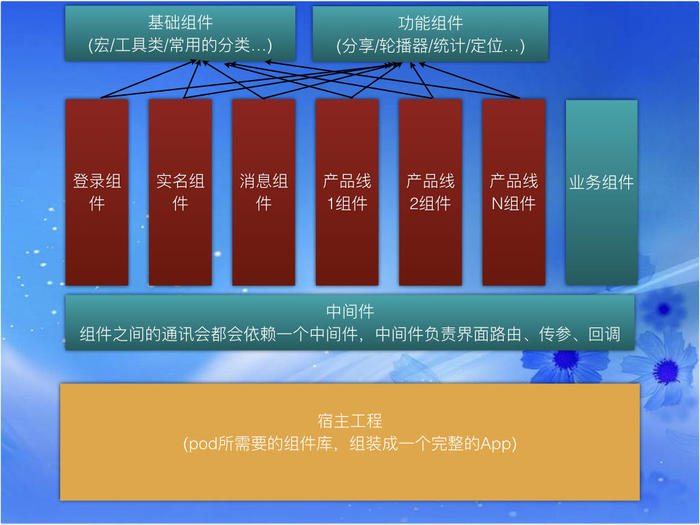 基础组件
(宏/工具类/常用的分类...)
功能组件
(分享/轮播器/统计/定位...)
登录组
件
实名组
件
消息组
件
产品线
1组件
产品线
2组件
产品线
N组件
业务组件
中间件
组件之间的通讯会都会依赖一个中间件，中间件负责界面路由、传参、回调
宿主工程
(pod所需要的组件库，组装成一个完整的App)